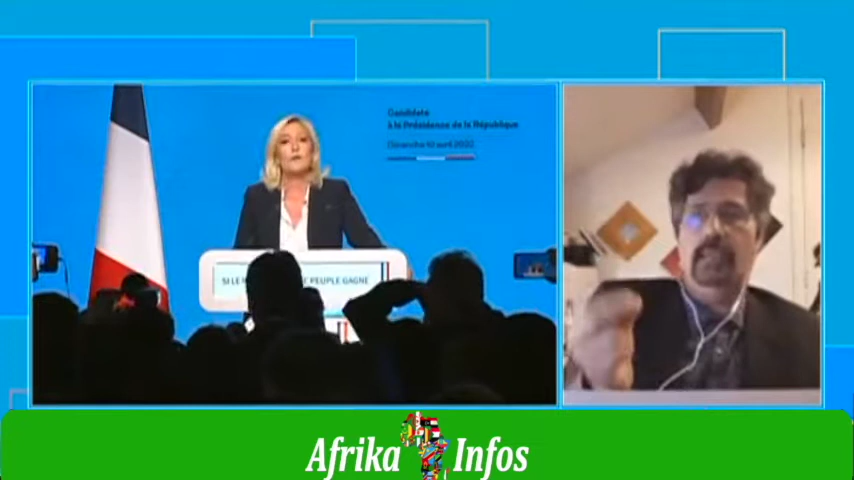 Candidate
à la Présidence de la République
Dimanche 10 avril 2022
SI LE PEUPLE GAGNE
Afrika Infos